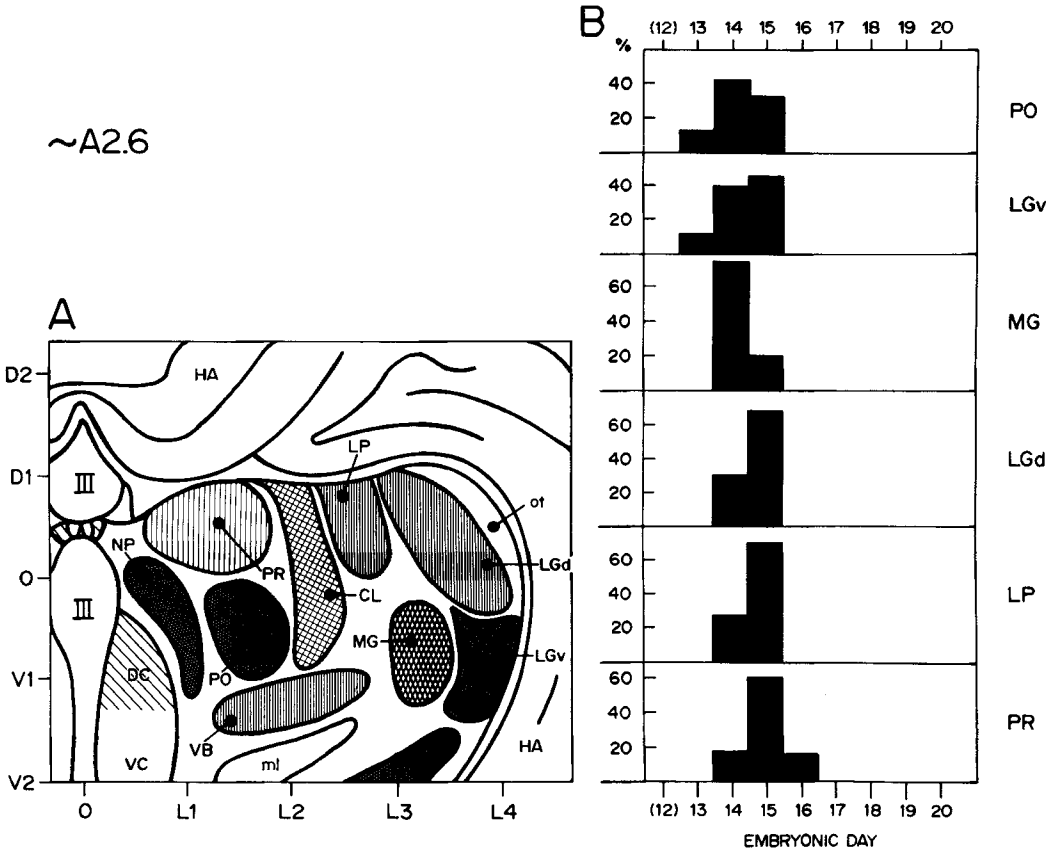 ~A2.6
A
D2
D1
O
V1
V2
HA
LP
III
ot
NP
PR
LGd
CL
III
MG
DC
PO
LGv
VB
HA
VC
ml
O L1 L2 L3 L4
B
(12) 13 14 15 16 17 18 19 20
%
40
20
PO
40
20
LGv
60
40
20
MG
60
40
20
LGd
60
40
20
LP
60
40
20
PR
(12) 13 14 15 16 17 18 19 20
EMBRYONIC DAY